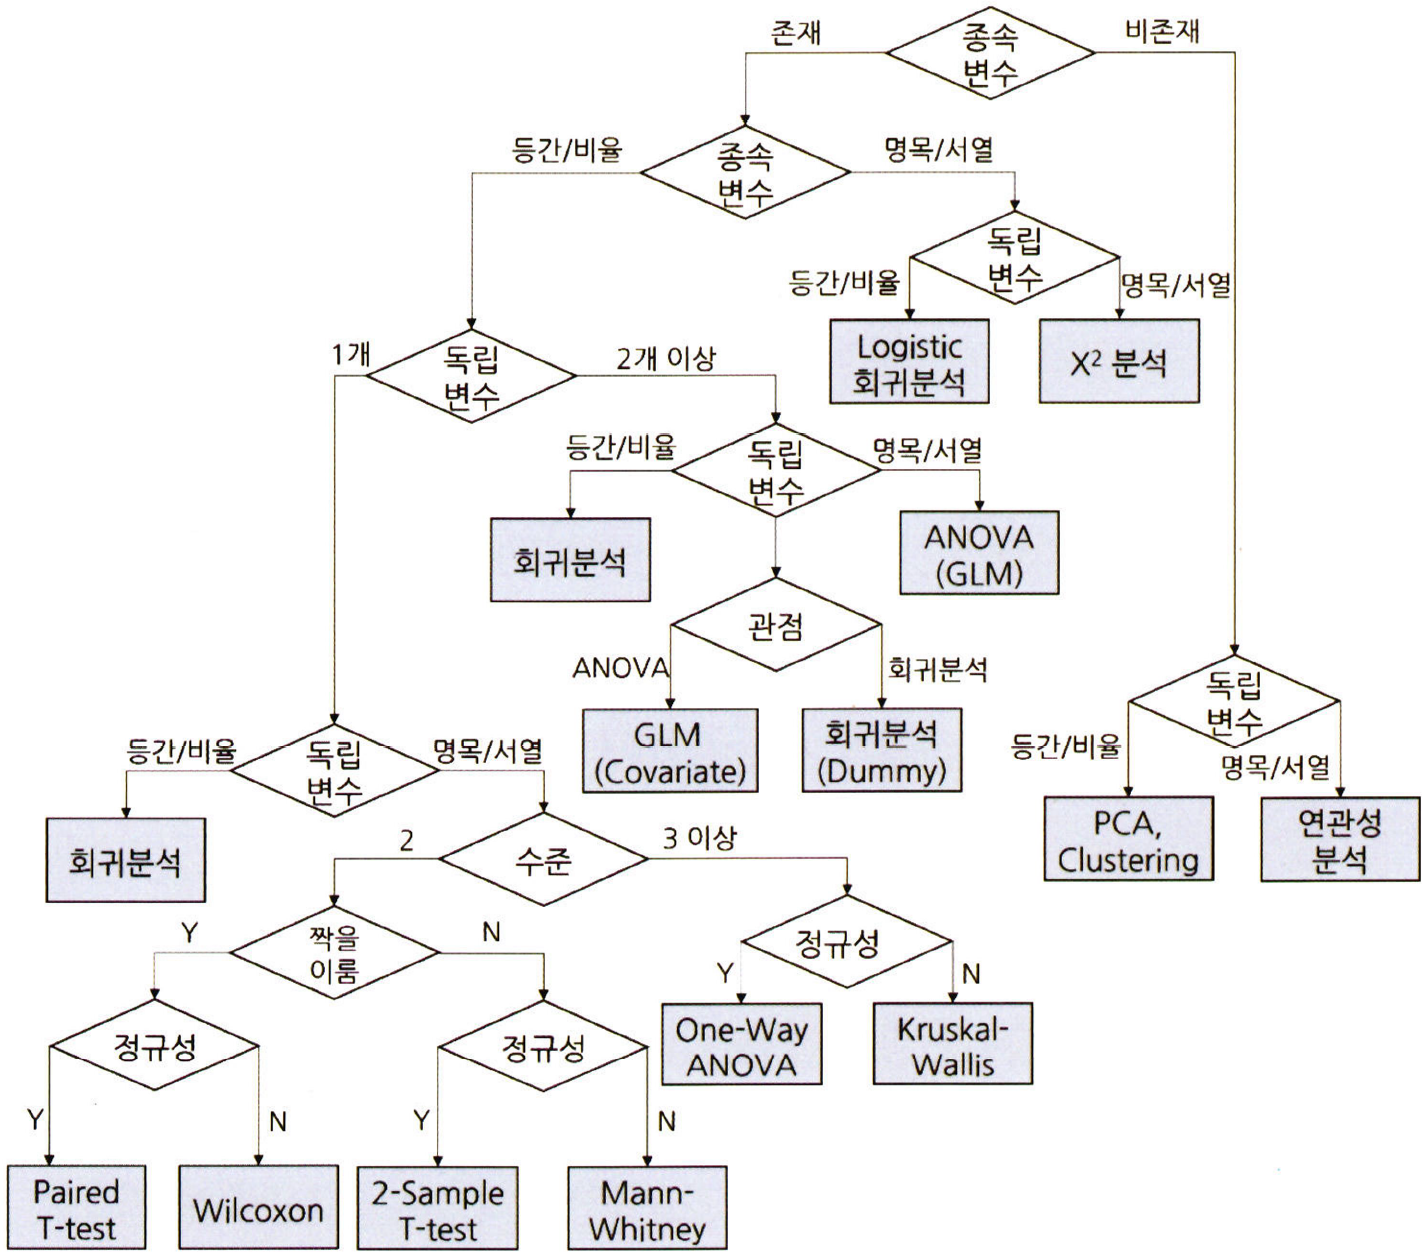 존재
종속
변수
비존재
등간/비율
종속
변수
명목/서열
독립
변수
등간/비율
명목/서열
Logistic
회귀분석
X² 분석
1개
독립
변수
2개 이상
등간/비율
독립
변수
명목/서열
회귀분석
ANOVA
(GLM)
관점
ANOVA
회귀분석
GLM
(Covariate)
회귀분석
(Dummy)
독립
변수
등간/비율
명목/서열
PCA,
Clustering
연관성
분석
등간/비율
독립
변수
명목/서열
회귀분석
2
수준
3 이상
Y
짝을
이룸
N
정규성
Y
N
One-Way
ANOVA
Kruskal-
Wallis
정규성
정규성
Y
N
Y
N
Paired
T-test
Wilcoxon
2-Sample
T-test
Mann-
Whitney